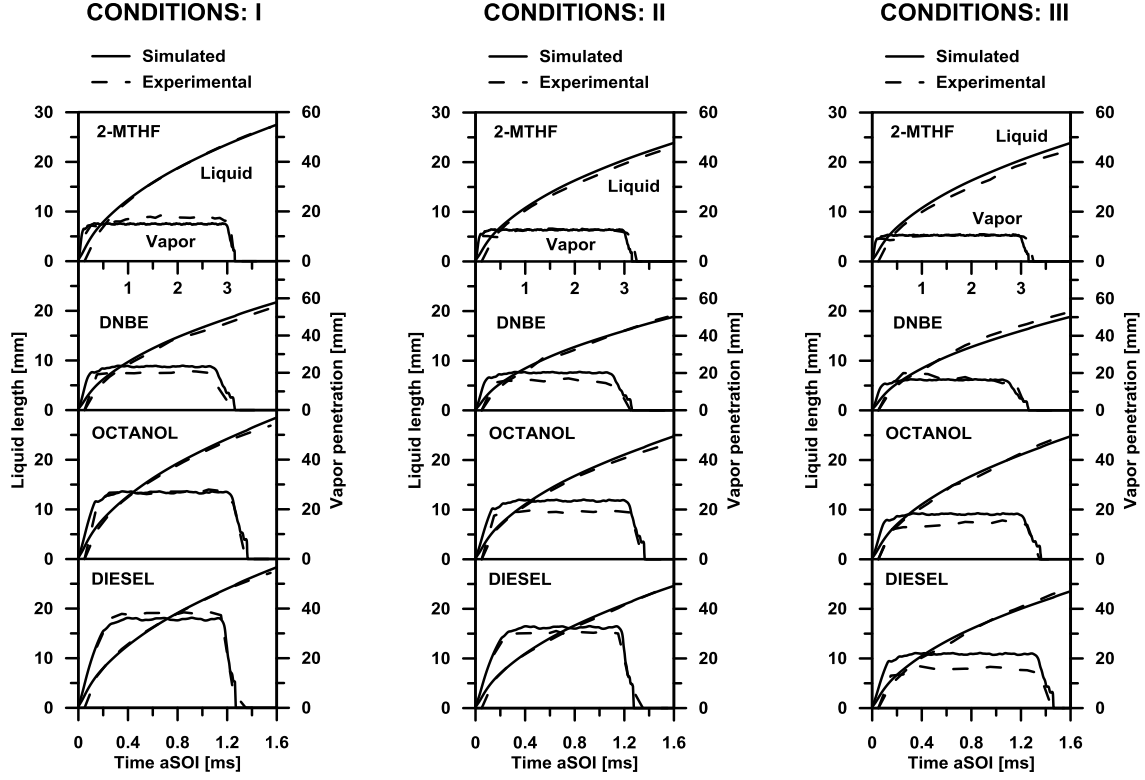 CONDITIONS: I
CONDITIONS: II
CONDITIONS: III
Simulated
Experimental
Simulated
Experimental
Simulated
Experimental
30
20
10
0
2-MTHF
Liquid
Vapor
60
40
20
0
1
2
3
30
20
10
0
2-MTHF
Liquid
Vapor
60
40
20
0
1
2
3
30
20
10
0
2-MTHF
Liquid
Vapor
60
40
20
0
1
2
3
Liquid length [mm]
Vapor penetration [mm]
20
10
0
DNBE
60
40
20
0
20
10
0
OCTANOL
40
20
0
20
10
0
DIESEL
40
20
0
0
0.4
0.8
1.2
1.6
Time aSOI [ms]
Liquid length [mm]
Vapor penetration [mm]
20
10
0
DNBE
60
40
20
0
20
10
0
OCTANOL
40
20
0
20
10
0
DIESEL
40
20
0
0
0.4
0.8
1.2
1.6
Time aSOI [ms]
Liquid length [mm]
Vapor penetration [mm]
20
10
0
DNBE
60
40
20
0
20
10
0
OCTANOL
40
20
0
20
10
0
DIESEL
40
20
0
0
0.4
0.8
1.2
1.6
Time aSOI [ms]